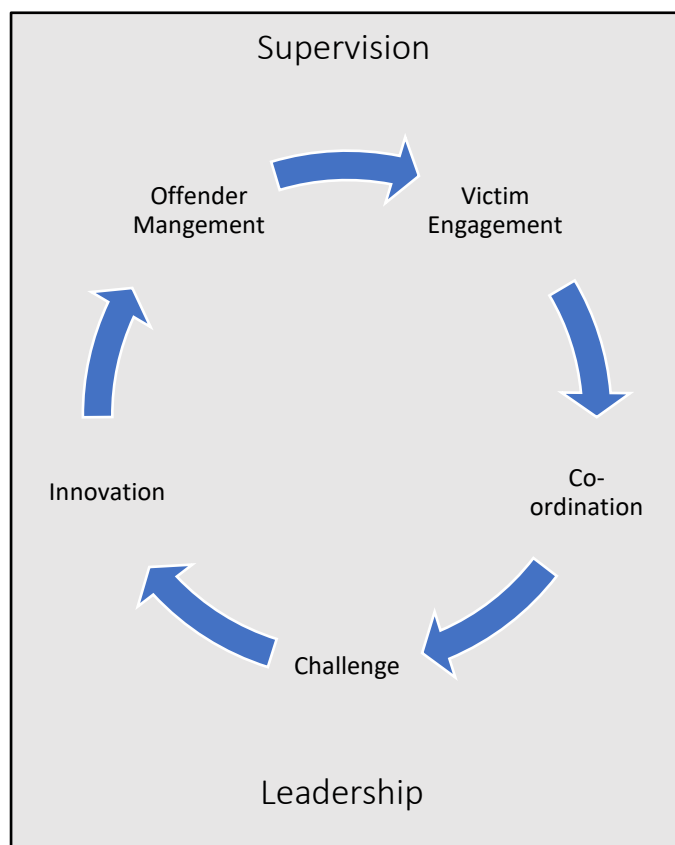 Supervision
Offender
Mangement
Victim
Engagement
Innovation
Co-
ordination
Challenge
Leadership